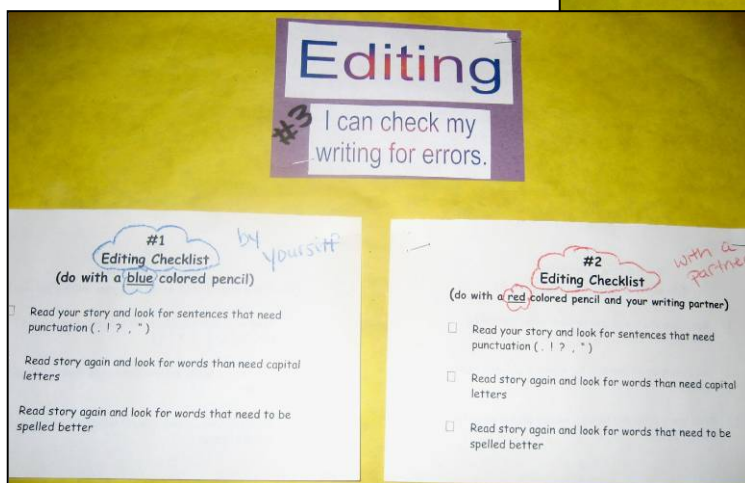 Editing
#3
I can check my
writing for errors.
#1
Editing Checklist
(do with a blue colored pencil)
by
yourself
Read your story and look for sentences that need
punctuation ( . ! ? , " )
Read story again and look for words than need capital
letters
Read story again and look for words that need to be
spelled better
#2
Editing Checklist
(do with a red colored pencil and your writing partner)
with a
partner
Read your story and look for sentences that need
punctuation ( . ! ? , " )
Read story again and look for words than need capital
letters
Read story again and look for words that need to be
spelled better